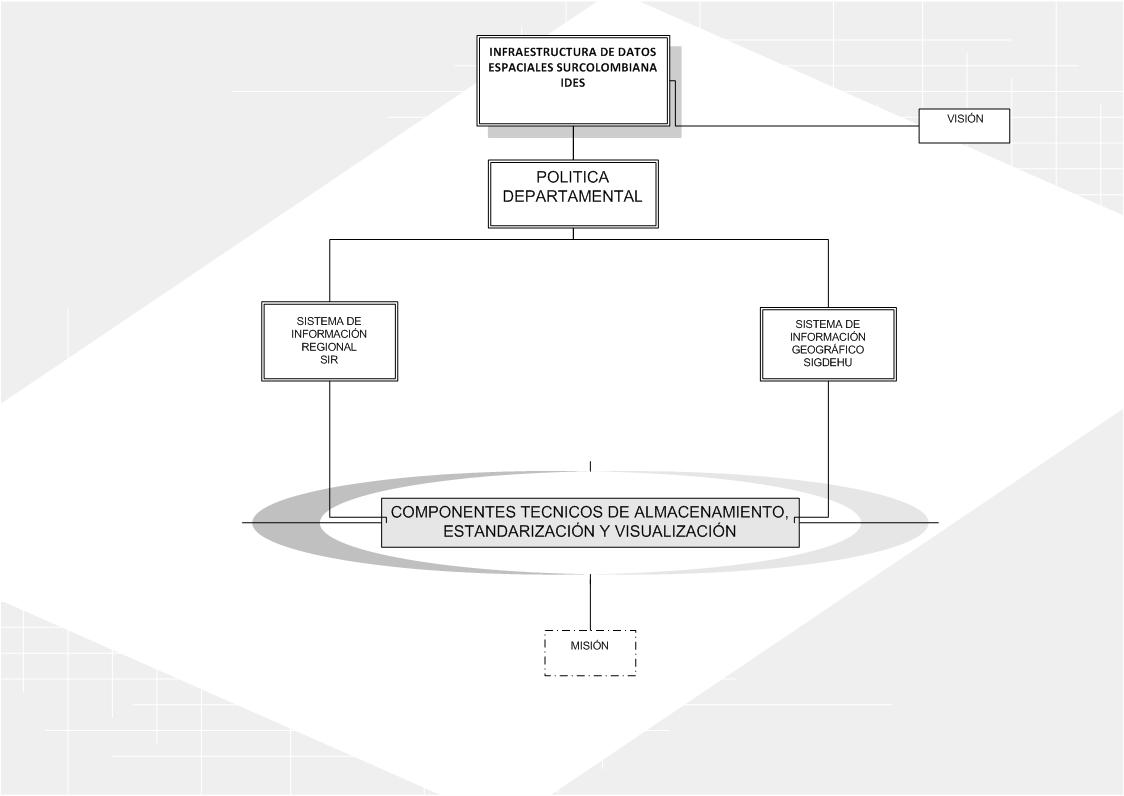 INFRAESTRUCTURA DE DATOS
ESPACIALES SURCOLOMBIANA
IDES
VISIÓN
POLITICA
DEPARTAMENTAL
SISTEMA DE
INFORMACIÓN
REGIONAL
SIR
SISTEMA DE
INFORMACIÓN
GEOGRÁFICO
SIGDEHU
COMPONENTES TECNICOS DE ALMACENAMIENTO,
ESTANDARIZACIÓN Y VISUALIZACIÓN
MISIÓN